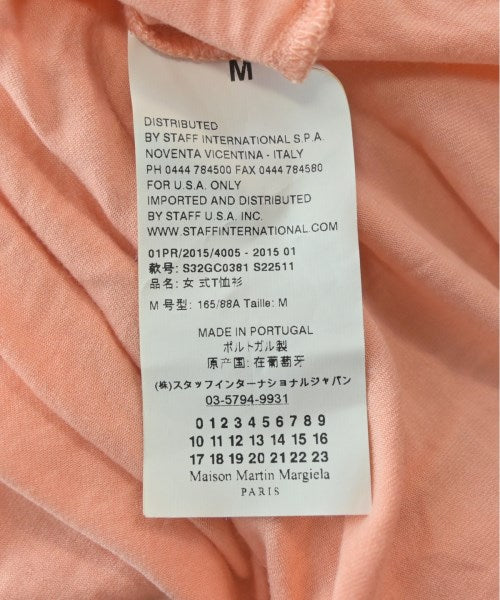 M
DISTRIBUTED
BY STAFF INTERNATIONAL S.P.A.
NOVENTA VICENTINA - ITALY
PH 0444 784500 FAX 0444 784580
FOR U.S.A. ONLY
IMPORTED AND DISTRIBUTED
BY STAFF U.S.A. INC.
WWW.STAFFINTERNATIONAL.COM
01PR/2015/4005 - 2015 01
款号: S32GC0381 S22511
品名: 女 式T恤衫
M 号型: 165/88A Taille: M
MADE IN PORTUGAL
ポルトガル製
原产国: 在葡萄牙
(株)スタッフインターナショナルジャパン
03-5794-9931
0 1 2 3 4 5 6 7 8 9
10 11 12 13 14 15 16
17 18 19 20 21 22 23
Maison Martin Margiela
PARIS